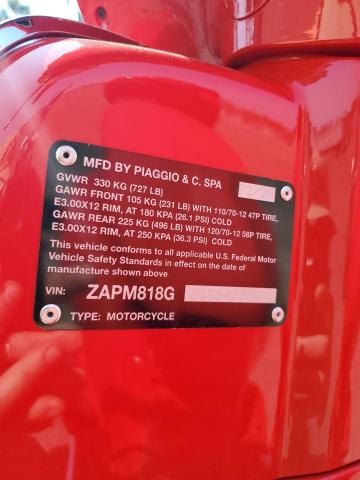 MFD BY PIAGGIO & C. SPA
GVWR 330 KG (727 LB)
GAWR FRONT 105 KG (231 LB) WITH 110/70-12 47P TIRE,
E3.00X12 RIM, AT 180 KPA (26.1 PSI) COLD
GAWR REAR 225 KG (496 LB) WITH 120/70-12 58P TIRE,
E3.00X12 RIM, AT 250 KPA (36.3 PSI) COLD
This vehicle conforms to all applicable U.S. Federal Motor
Vehicle Safety Standards in effect on the date of
manufacture shown above
VIN: ZAPM818G
TYPE: MOTORCYCLE